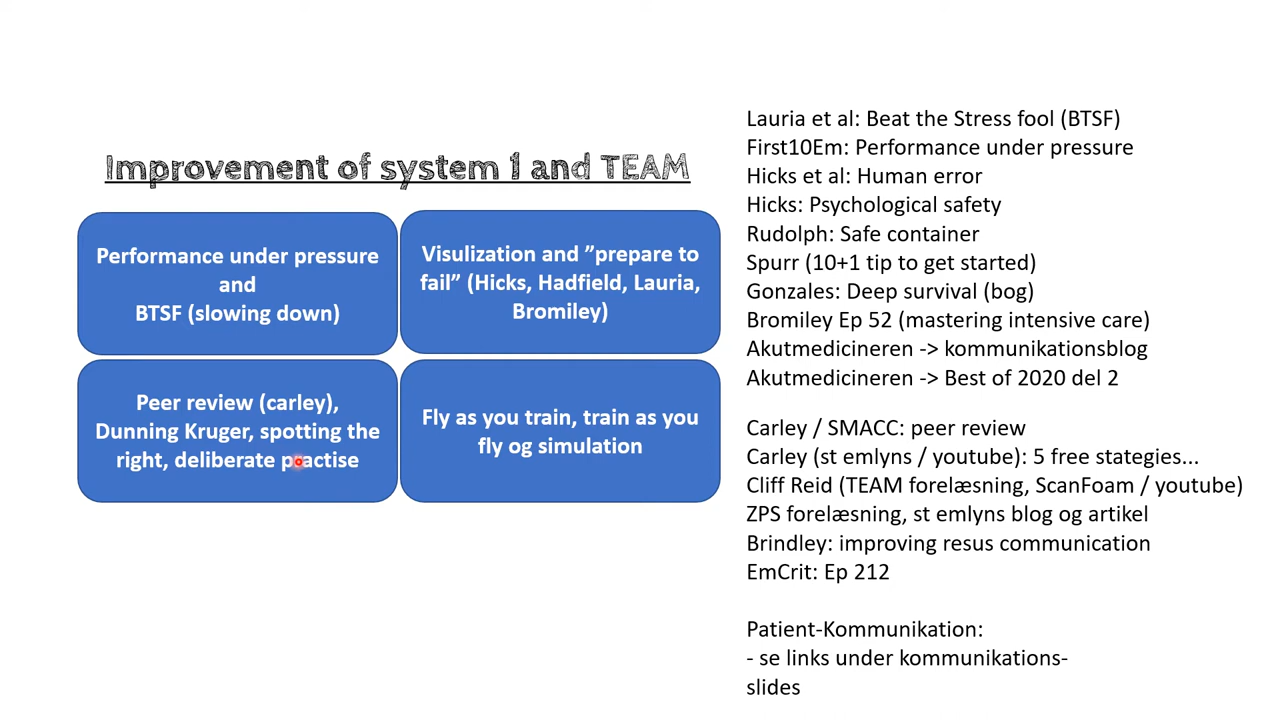 Improvement of system 1 and TEAM
Performance under pressure
and
BTSF (slowing down)
Visulization and ”prepare to
fail” (Hicks, Hadfield, Lauria,
Bromiley)
Peer review (carley),
Dunning Kruger, spotting the
right, deliberate practise
Fly as you train, train as you
fly og simulation
Lauria et al: Beat the Stress fool (BTSF)
First10Em: Performance under pressure
Hicks et al: Human error
Hicks: Psychological safety
Rudolph: Safe container
Spurr (10+1 tip to get started)
Gonzales: Deep survival (bog)
Bromiley Ep 52 (mastering intensive care)
Akutmedicineren -> kommunikationsblog
Akutmedicineren -> Best of 2020 del 2
Carley / SMACC: peer review
Carley (st emlyns / youtube): 5 free stategies...
Cliff Reid (TEAM forelæsning, ScanFoam / youtube)
ZPS forelæsning, st emlyns blog og artikel
Brindley: improving resus communication
EmCrit: Ep 212
Patient-Kommunikation:
- se links under kommunikations-
slides